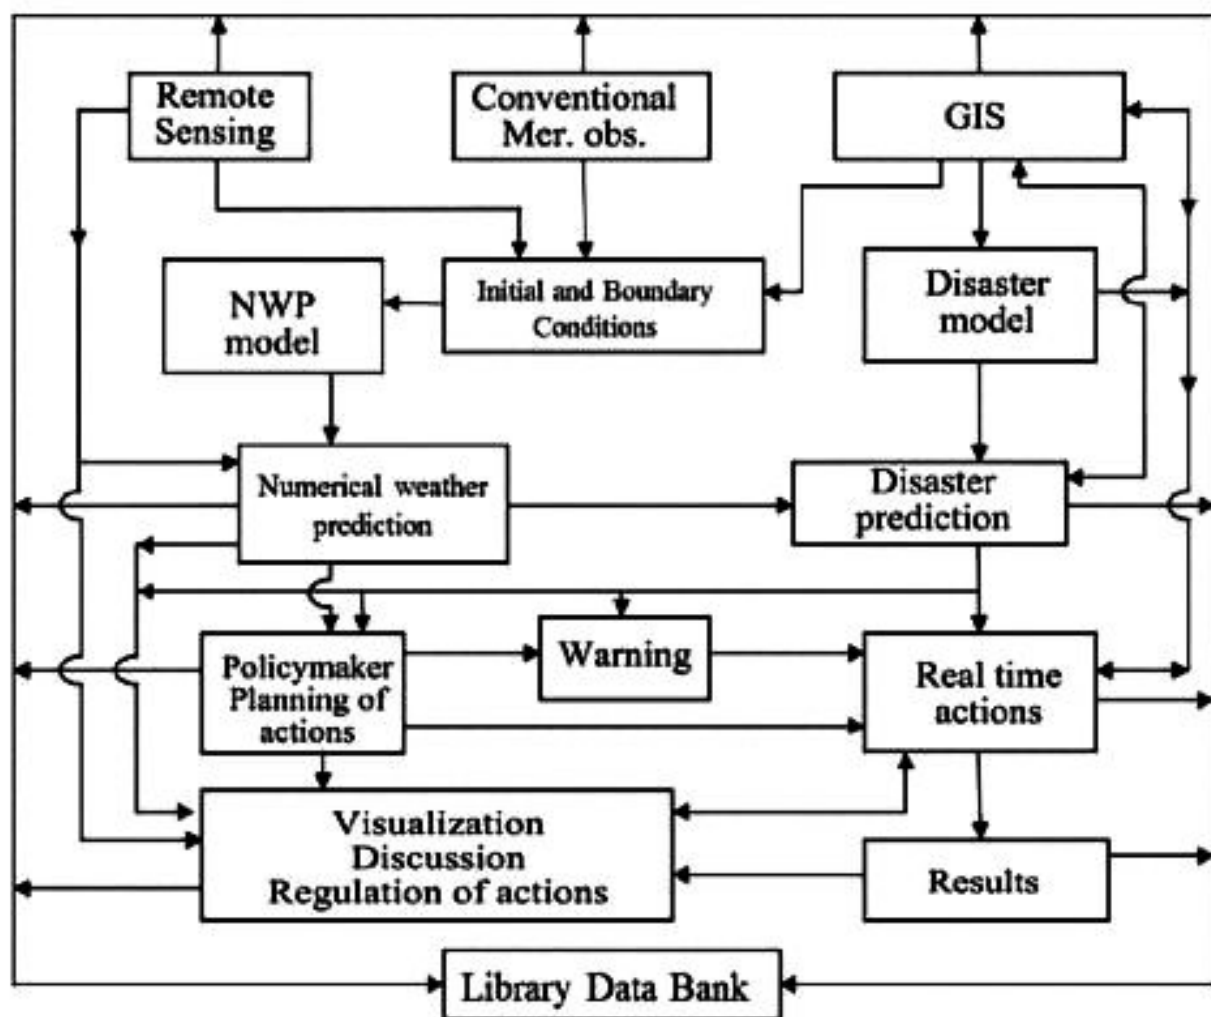 Remote
Sensing
Conventional
Mer. obs.
GIS
NWP
model
Initial and Boundary
Conditions
Disaster
model
Numerical weather
prediction
Disaster
prediction
Policymaker
Planning of
actions
Warning
Real time
actions
Visualization
Discussion
Regulation of actions
Results
Library Data Bank